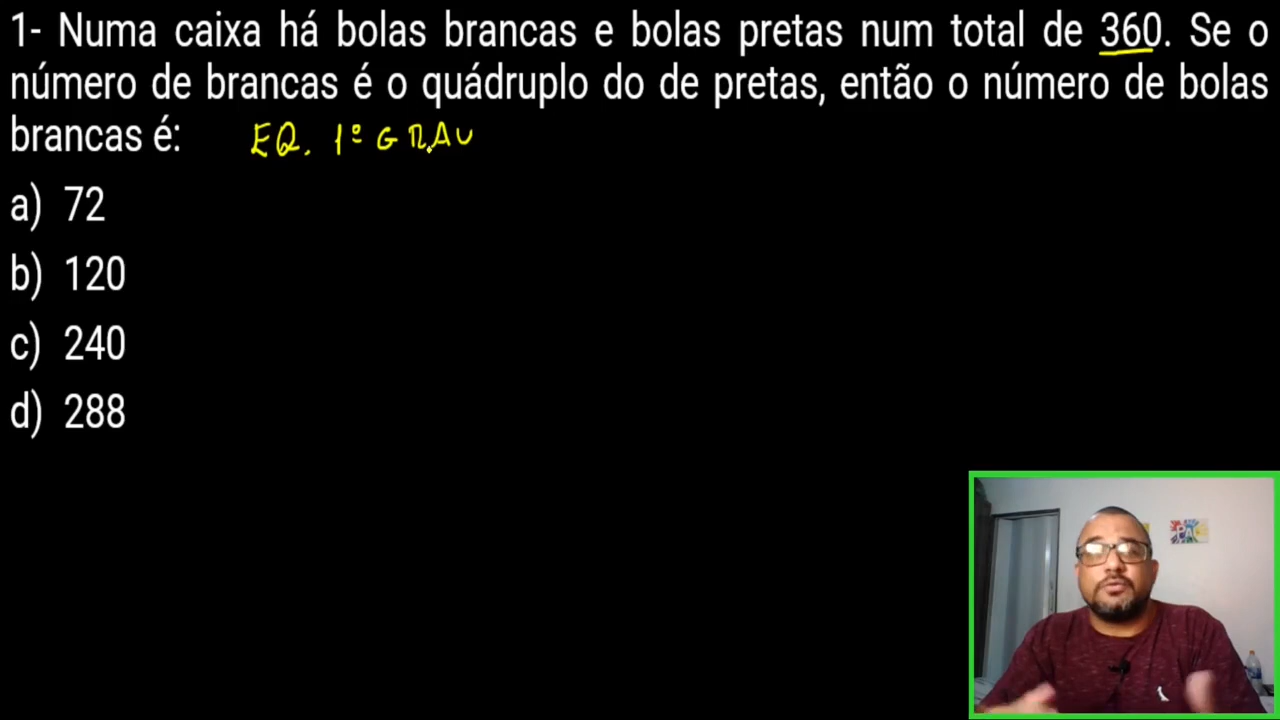 1- Numa caixa há bolas brancas e bolas pretas num total de 360. Se o
número de brancas é o quádruplo do de pretas, então o número de bolas
brancas é: EQ. 1º GRAU
a) 72
b) 120
c) 240
d) 288
PAZ